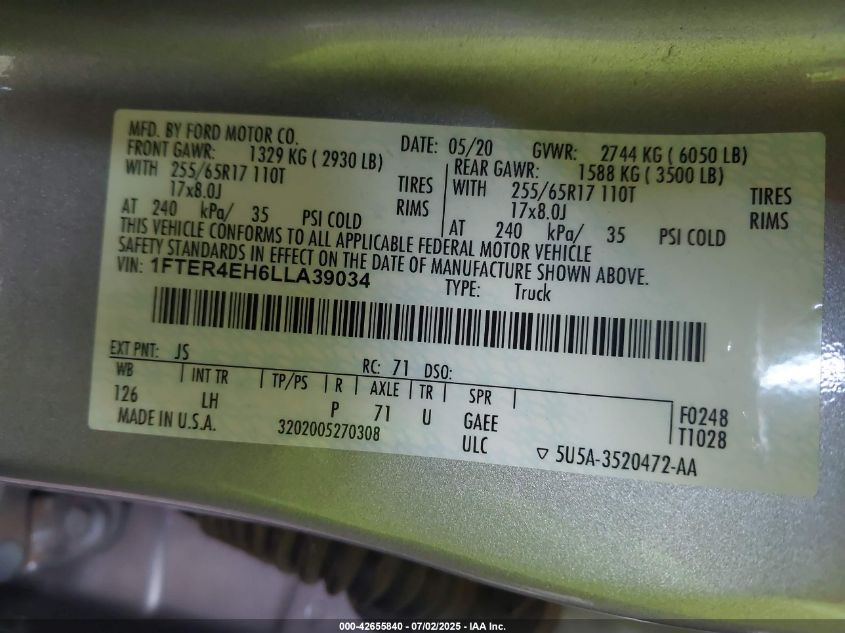 MFD. BY FORD MOTOR CO.
DATE: 05/20 GVWR: 2744 KG ( 6050 LB)
FRONT GAWR: 1329 KG ( 2930 LB)
WITH 255/65R17 110T TIRES
17x8.0J RIMS
AT 240 kPa/ 35 PSI COLD
REAR GAWR: 1588 KG ( 3500 LB)
WITH 255/65R17 110T TIRES
17x8.0J RIMS
AT 240 kPa/ 35 PSI COLD
THIS VEHICLE CONFORMS TO ALL APPLICABLE FEDERAL MOTOR VEHICLE
SAFETY STANDARDS IN EFFECT ON THE DATE OF MANUFACTURE SHOWN ABOVE.
VIN: 1FTER4EH6LLA39034 TYPE: Truck
EXT PNT: JS RC: 71 DSO:
WB INT TR TP/PS R AXLE TR SPR
126 LH P 71 U GAEE F0248
MADE IN U.S.A. 3202005270308 ULC T1028
5U5A-3520472-AA
000-42655840 - 07/02/2025 - IAA Inc.